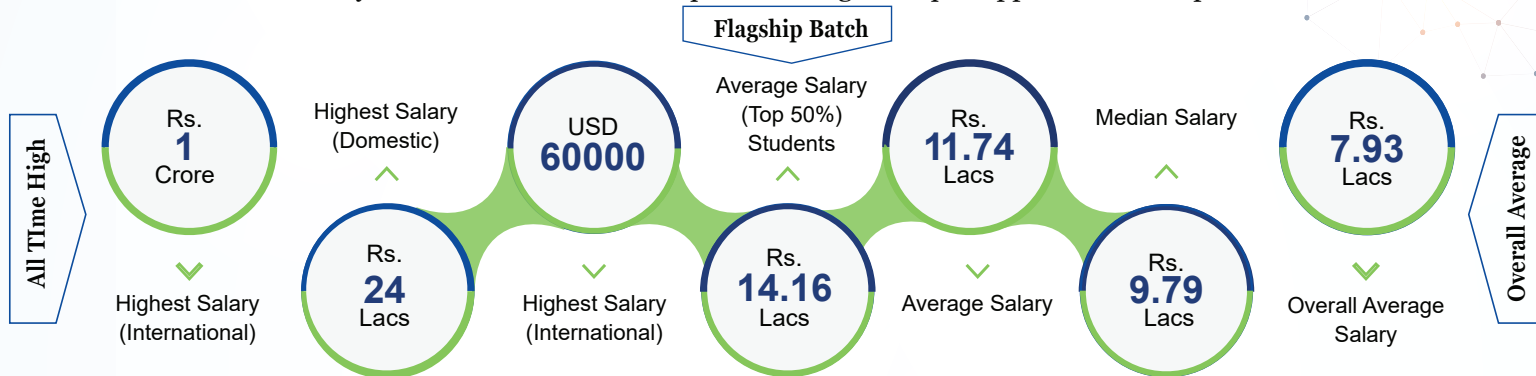 Flagship Batch
All TIme High
Rs.
1
Crore
Highest Salary
(International)
Highest Salary
(Domestic)
Rs.
24
Lacs
USD
60000
Highest Salary
(International)
Average Salary
(Top 50%)
Students
Rs.
14.16
Lacs
Rs.
11.74
Lacs
Average Salary
Median Salary
Rs.
9.79
Lacs
Rs.
7.93
Lacs
Overall Average
Salary
Overall Average